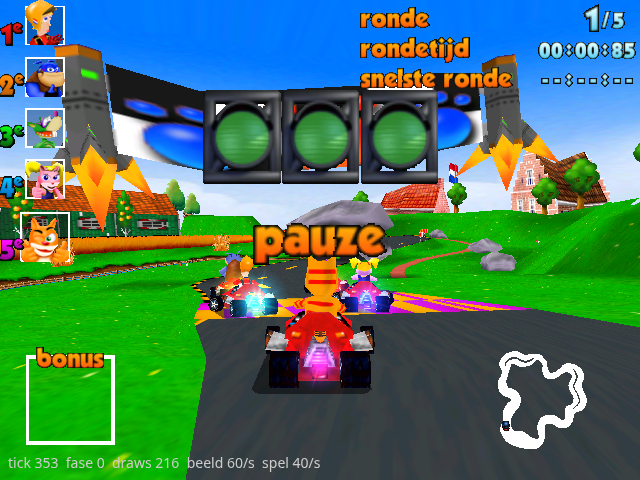 1e
2e
3e
4e
5e
ronde 1/5
rondetijd 00:00:85
snelste ronde --:--:--
pauze
bonus
tick 353 fase 0 draws 216 beeld 60/s spel 40/s